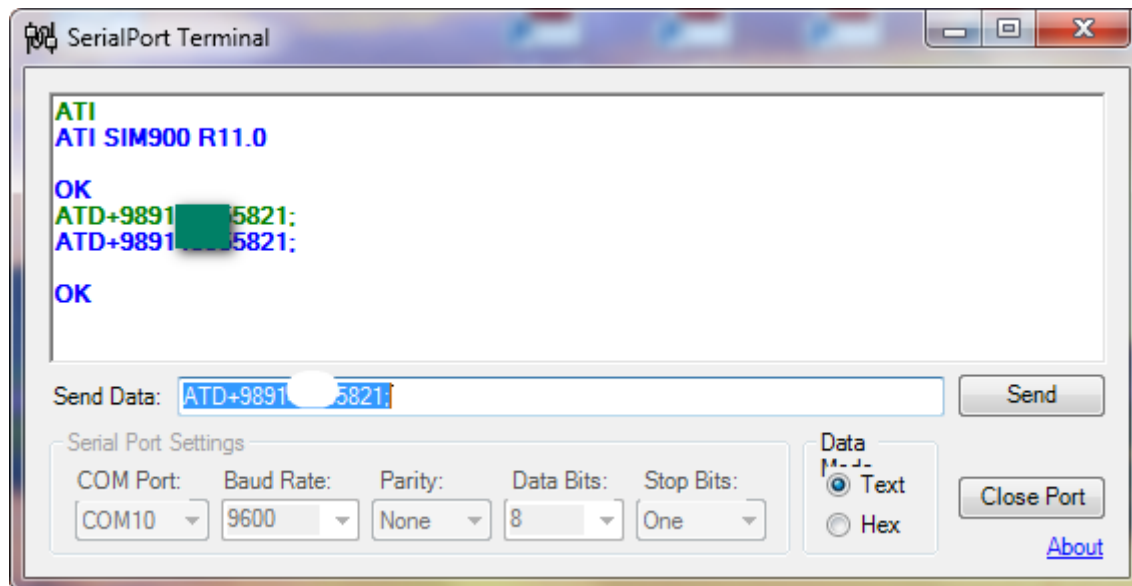 SerialPort Terminal
ATI
ATI SIM900 R11.0
OK
ATD+9891 5821;
ATD+9891 5821;
OK
Send Data: ATD+9891 5821; Send
Serial Port Settings
Data
COM Port: Baud Rate: Parity: Data Bits: Stop Bits:
COM10 9600 None 8 One
Text
Hex
Close Port
About